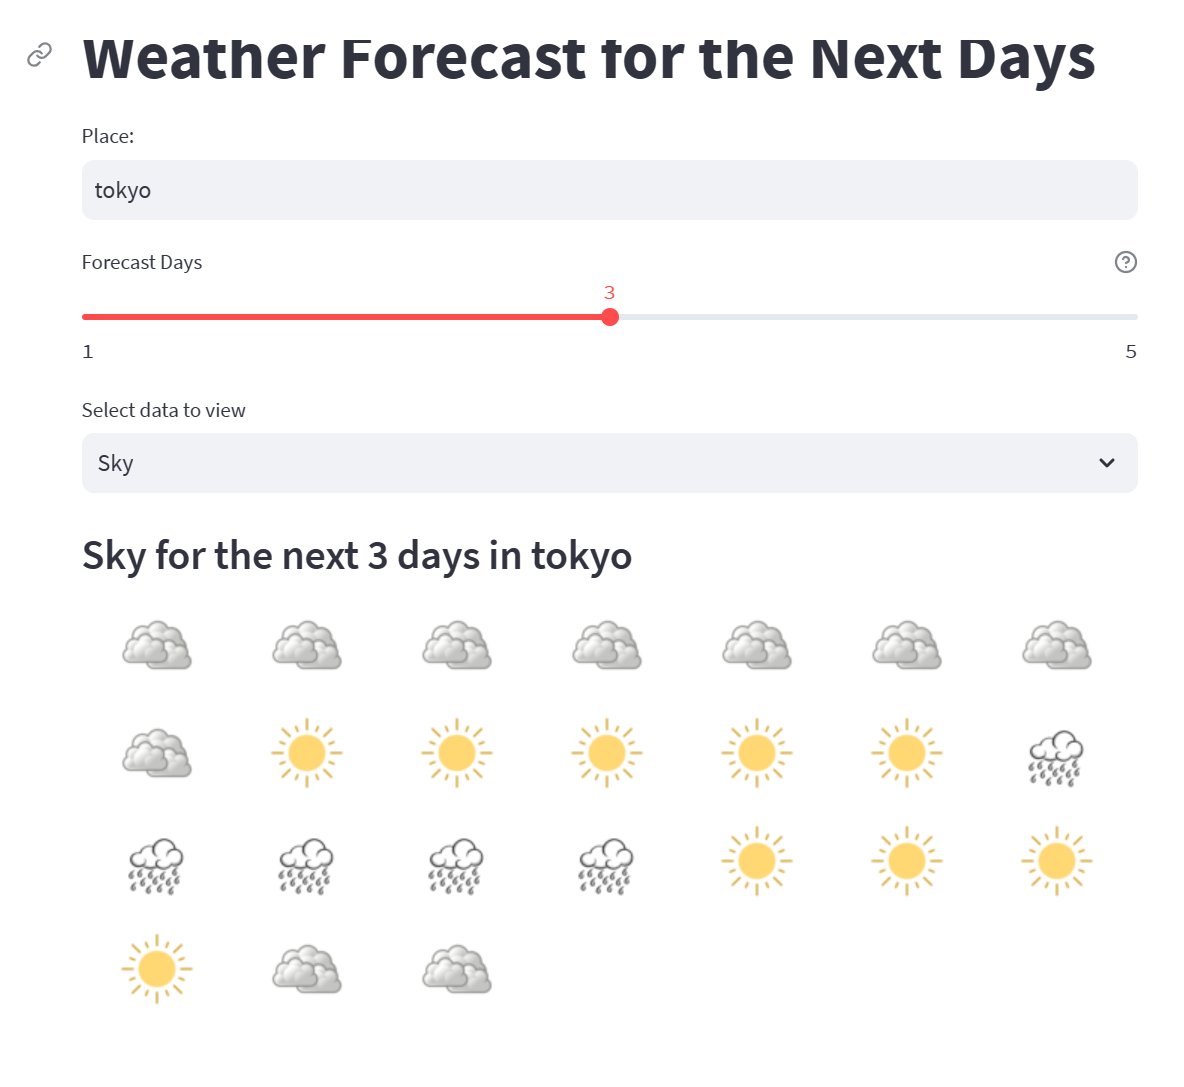 Weather Forecast for the Next Days
Place:
tokyo
Forecast Days
3
1
5
Select data to view
Sky
Sky for the next 3 days in tokyo